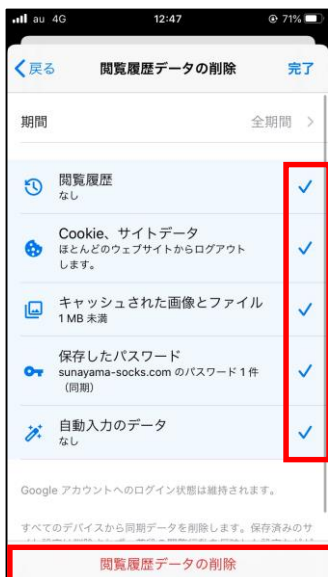 au 4G 12:47 71%
戻る 閲覧履歴データの削除 完了
期間 全期間
閲覧履歴
なし
Cookie、サイトデータ
ほとんどのウェブサイトからログアウト
します。
キャッシュされた画像とファイル
1 MB 未満
保存したパスワード
sunayama-socks.com のパスワード 1 件
（同期）
自動入力のデータ
なし
Google アカウントへのログイン状態は維持されます。
すべてのデバイスから同期データを削除します。保存済みのサ
閲覧履歴データの削除